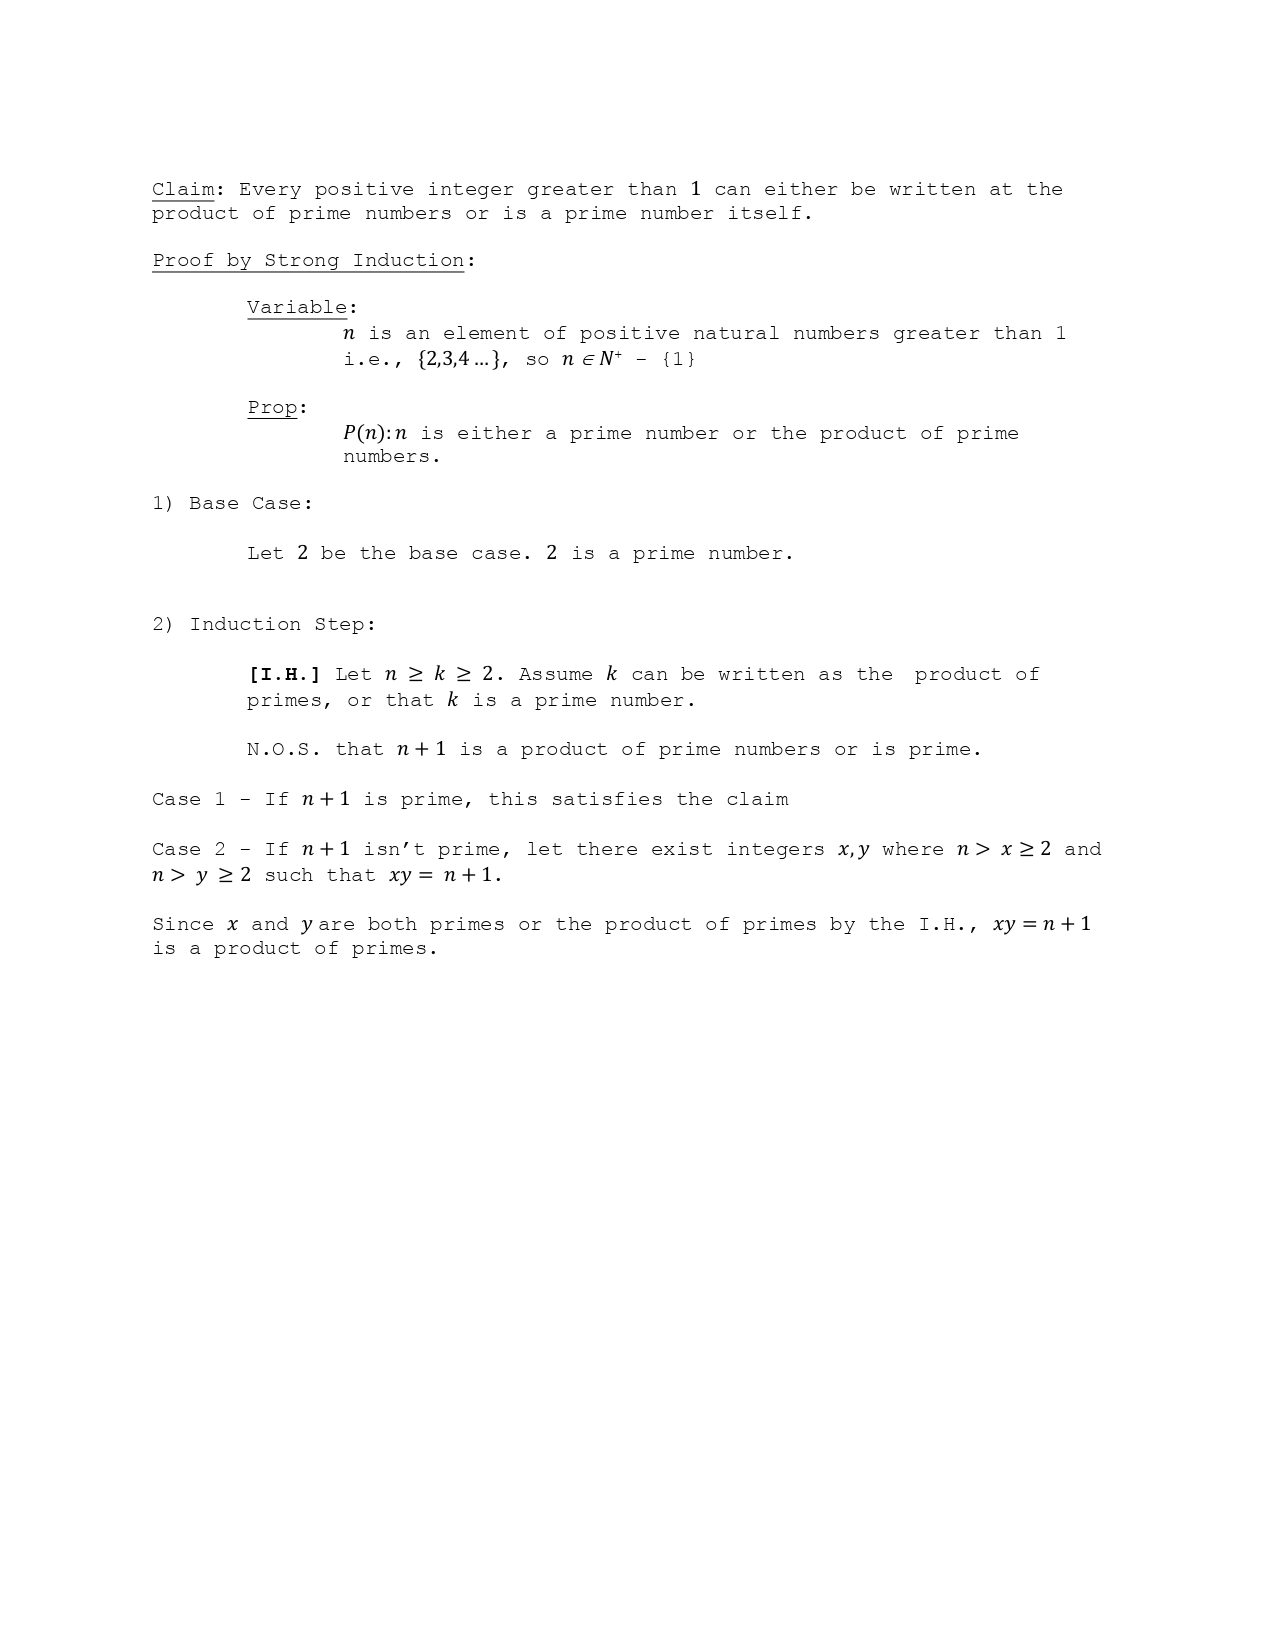 Claim: Every positive integer greater than 1 can either be written at the
product of prime numbers or is a prime number itself.
Proof by Strong Induction:
Variable:
n is an element of positive natural numbers greater than 1
i.e., {2,3,4 …}, so n ∈ N⁺ – {1}
Prop:
P(n): n is either a prime number or the product of prime
numbers.
1) Base Case:
Let 2 be the base case. 2 is a prime number.
2) Induction Step:
[I.H.] Let n ≥ k ≥ 2. Assume k can be written as the product of
primes, or that k is a prime number.
N.O.S. that n + 1 is a product of prime numbers or is prime.
Case 1 – If n + 1 is prime, this satisfies the claim
Case 2 – If n + 1 isn’t prime, let there exist integers x, y where n > x ≥ 2 and
n > y ≥ 2 such that xy = n + 1.
Since x and y are both primes or the product of primes by the I.H., xy = n + 1
is a product of primes.